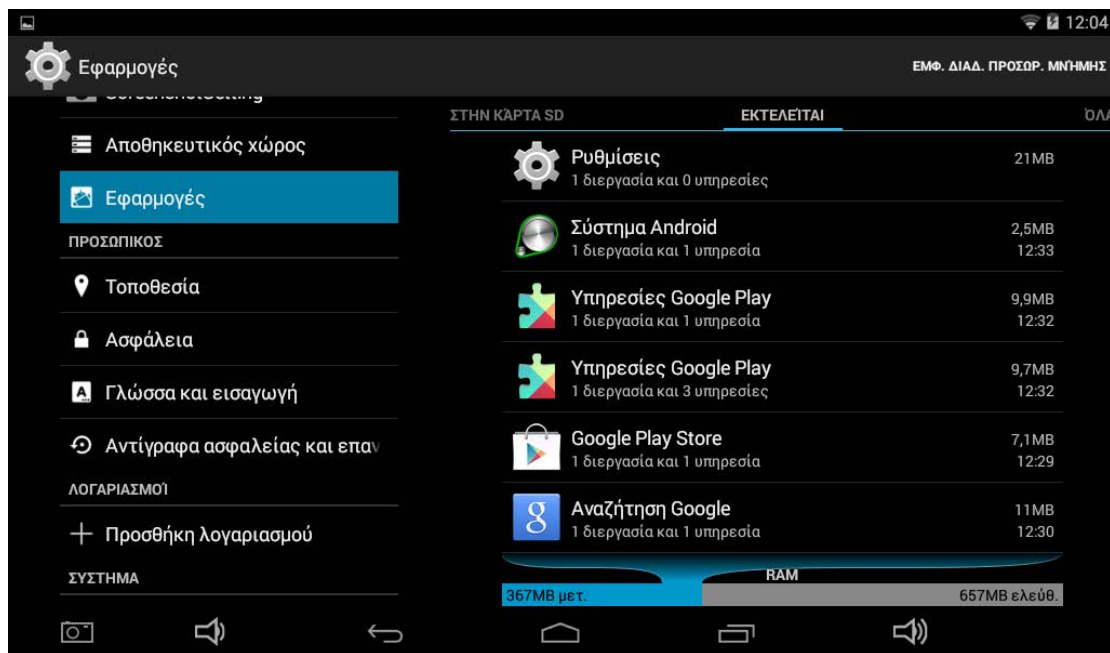 12:04
Εφαρμογές
ΕΜΦ. ΔΙΑΔ. ΠΡΟΣΩΡ. ΜΝΉΜΗΣ
ΣΤΗΝ ΚΆΡΤΑ SD
ΕΚΤΕΛΕΊΤΑΙ
Αποθηκευτικός χώρος
Εφαρμογές
ΠΡΟΣΩΠΙΚΟΣ
Τοποθεσία
Ασφάλεια
Γλώσσα και εισαγωγή
Αντίγραφα ασφαλείας και επαν
ΛΟΓΑΡΙΑΣΜΟΊ
Προσθήκη λογαριασμού
ΣΥΣΤΗΜΑ
Ρυθμίσεις 21MB
1 διεργασία και 0 υπηρεσίες
Σύστημα Android 2,5MB
1 διεργασία και 1 υπηρεσία 12:33
Υπηρεσίες Google Play 9,9MB
1 διεργασία και 1 υπηρεσία 12:32
Υπηρεσίες Google Play 9,7MB
1 διεργασία και 3 υπηρεσίες 12:32
Google Play Store 7,1MB
1 διεργασία και 1 υπηρεσία 12:29
Αναζήτηση Google 11MB
1 διεργασία και 1 υπηρεσία 12:30
RAM
367MB μετ. 657MB ελεύθ.